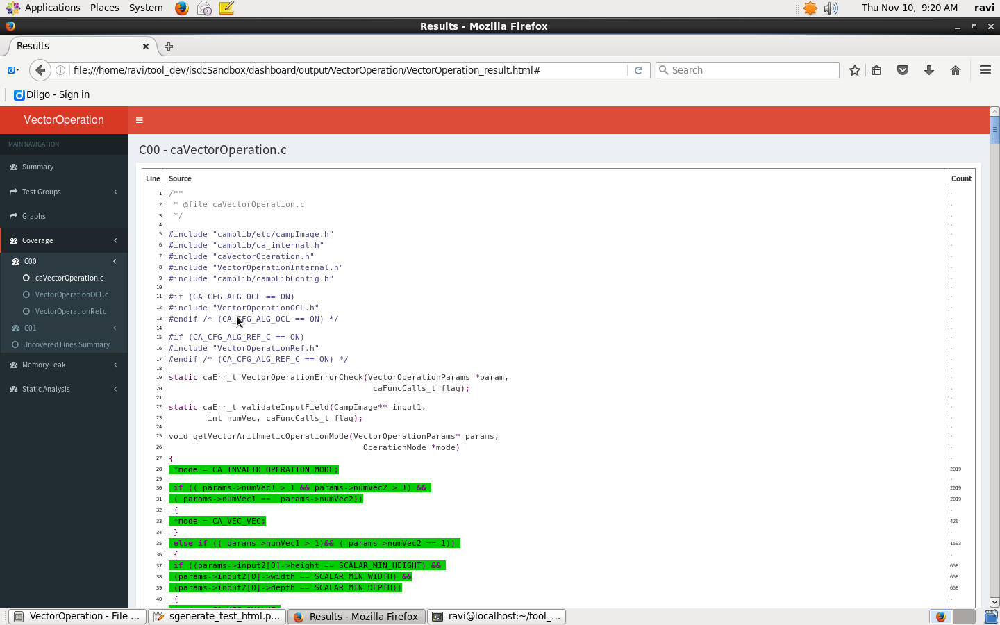 Applications Places System Thu Nov 10, 9:20 AM ravi
Results - Mozilla Firefox
Results
file:///home/ravi/tool_dev/isdcSandbox/dashboard/output/VectorOperation/VectorOperation_result.html# Search
Diigo - Sign in
VectorOperation
MAIN NAVIGATION
Summary
Test Groups
Graphs
Coverage
C00
caVectorOperation.c
VectorOperationOCL.c
VectorOperationRef.c
C01
Uncovered Lines Summary
Memory Leak
Static Analysis
C00 - caVectorOperation.c
Line Source Count
1 /**
2 * @file caVectorOperation.c
3 */
4
5 #include "camplib/etc/campImage.h"
6 #include "camplib/ca_internal.h"
7 #include "caVectorOperation.h"
8 #include "VectorOperationInternal.h"
9 #include "camplib/campLibConfig.h"
10
11 #if (CA_CFG_ALG_OCL == ON)
12 #include "VectorOperationOCL.h"
13 #endif /* (CA_CFG_ALG_OCL == ON) */
14
15 #if (CA_CFG_ALG_REF_C == ON)
16 #include "VectorOperationRef.h"
17 #endif /* (CA_CFG_ALG_REF_C == ON) */
18
19 static caErr_t VectorOperationErrorCheck(VectorOperationParams *param,
20 caFuncCalls_t flag);
21
22 static caErr_t validateInputField(CampImage** input1,
23 int numVec, caFuncCalls_t flag);
24
25 void getVectorArithmeticOperationMode(VectorOperationParams* params,
26 OperationMode *mode)
27 {
28 *mode = CA_INVALID_OPERATION_MODE; 2019
29
30 if (( params->numVec1 > 1 && params->numVec2 > 1) && 2019
31 ( params->numVec1 == params->numVec2)) 2019
32 {
33 *mode = CA_VEC_VEC; 426
34 }
35 else if (( params->numVec1 > 1)&& ( params->numVec2 == 1)) 1593
36 {
37 if ((params->input2[0]->height == SCALAR_MIN_HEIGHT) && 658
38 (params->input2[0]->width == SCALAR_MIN_WIDTH) && 658
39 (params->input2[0]->depth == SCALAR_MIN_DEPTH)) 658
40 {
VectorOperation - File ... sgenerate_test_html.p... Results - Mozilla Firefox ravi@localhost:~/tool_...